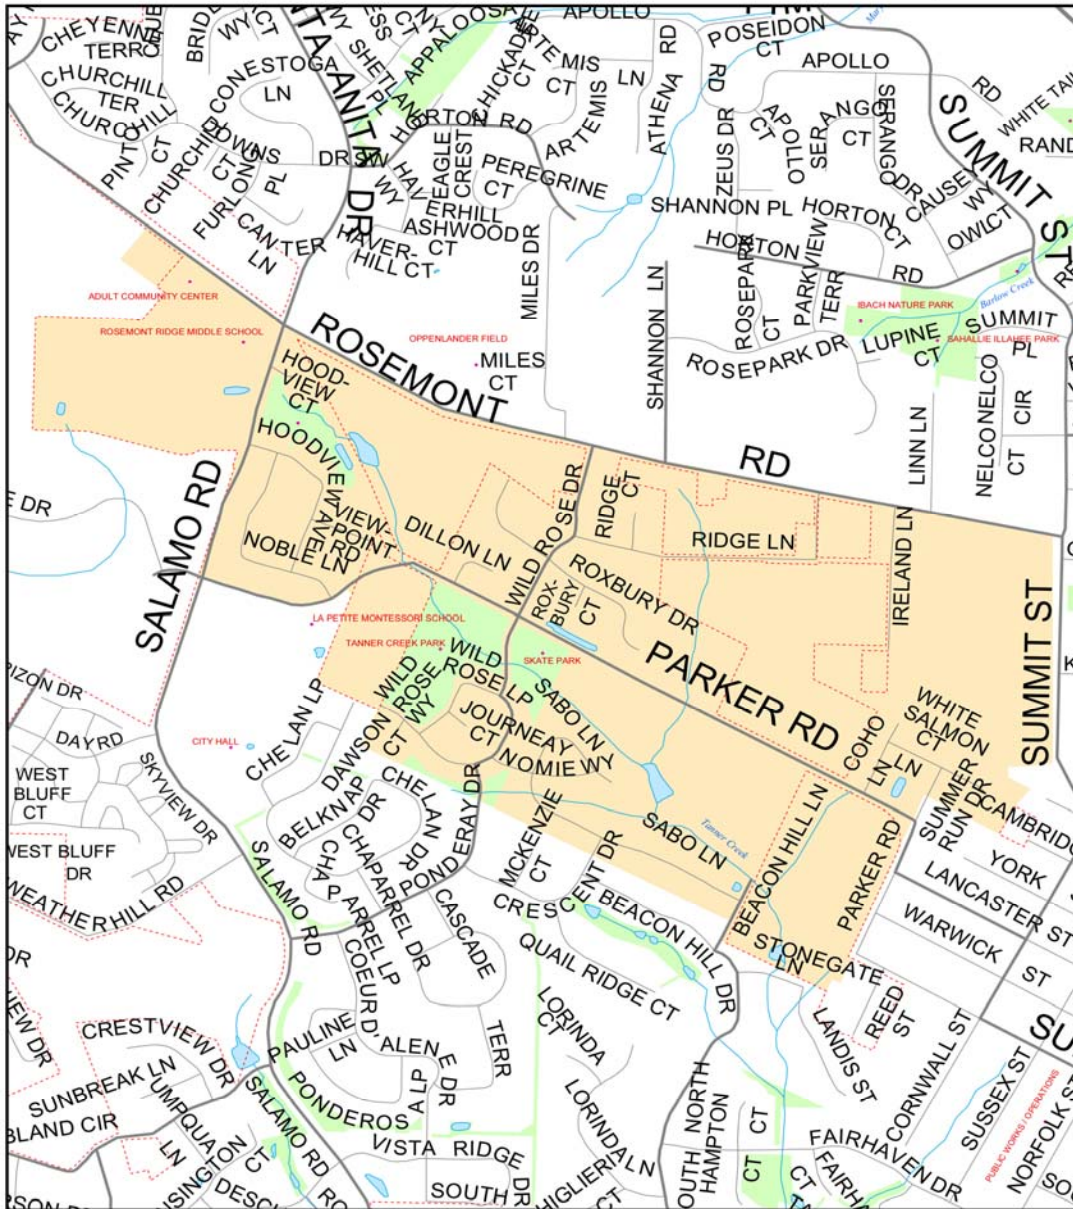 CHEYENNE
TERR
CHURCHILL
TER
CHURCHILL
PINTO
CT
CHURCHILL DOWNS
CT
FURLONG
PL
CONESTOGA
LN
WY
CT
SANTA ANITA DR
SHETLAND PL
WY
CT
APPALOOSA
CHICKADEE
CT
ARTEMIS
CT
LN
ARTEMIS
APOLLO
ATHENA
RD
POSEIDON
CT
RD
APOLLO
RD
SUMMIT ST
WHITE TAIL
ZEUS DR
APOLLO
CT
SERANGO
CT
SERANGO
DR
CAUSEY
WY
OWL CT
HORTON RD
DR SW
EAGLE
CREST
PEREGRINE
CT
HAVERHILL
WY
ASHWOOD
CT
HAVER-
HILL CT
CANTER
LN
MILES DR
SHANNON PL
HORTON
CT
HORTON
RD
SHANNON LN
ROSEPARK
CT
PARKVIEW
TERR
ROSEPARK DR
LUPINE
CT
IBACH NATURE PARK
Barlow Creek
SUMMIT
PL
SAHALLIE ILLAHEE PARK
NELCO
CT
NELCO
CIR
LINN LN
ADULT COMMUNITY CENTER
ROSEMONT RIDGE MIDDLE SCHOOL
OPPENLANDER FIELD
MILES
CT
ROSEMONT
RD
HOOD-
VIEW
CT
HOODVIEW AVE
VIEW-
POINT
RD
NOBLE LN
SALAMO RD
DILLON LN
WILD ROSE DR
RIDGE
CT
RIDGE LN
IRELAND LN
ROX-
BURY
CT
ROXBURY DR
PARKER RD
SUMMIT ST
LA PETITE MONTESSORI SCHOOL
TANNER CREEK PARK
SKATE PARK
WILD
ROSE LP
WILD
ROSE
WY
SABO LN
JOURNEAY
CT
NOMIE WY
COHO
LN
WHITE
SALMON
CT
LN
SUMMER
RUN DR
CAMBRIDGE
YORK
LANCASTER ST
WARWICK
ST
CITY HALL
DAY RD
SKYVIEW DR
WEST
BLUFF
CT
WEST BLUFF
DR
WEATHERHILL RD
CHELAN LP
DAWSON
CT
BELKNAP
DR
CHELAN DR
CHAPARREL DR
CHAPARREL LP
PONDERAY DR
SALAMO RD
MCKENZIE
CT
CRESCENT DR
SABO LN
Tanner Creek
BEACON HILL LN
PARKER RD
BEACON HILL DR
STONEGATE
LN
QUAIL RIDGE CT
CASCADE
TERR
COEUR D'ALENE DR
PAULINE
LN
LORINDA
CT
LORINDA LN
LANDIS ST
REED
ST
CORNWALL ST
SUSSEX ST
NORFOLK ST
PUBLIC WORKS / OPERATIONS
CRESTVIEW DR
SUNBREAK LN
UMPQUA
LN
CT
SALAMO RD
PONDEROSA LP
VISTA RIDGE
DR
SOUTH
NORTH
HAMPTON
CT
CT
CT
FAIRHAVEN DR